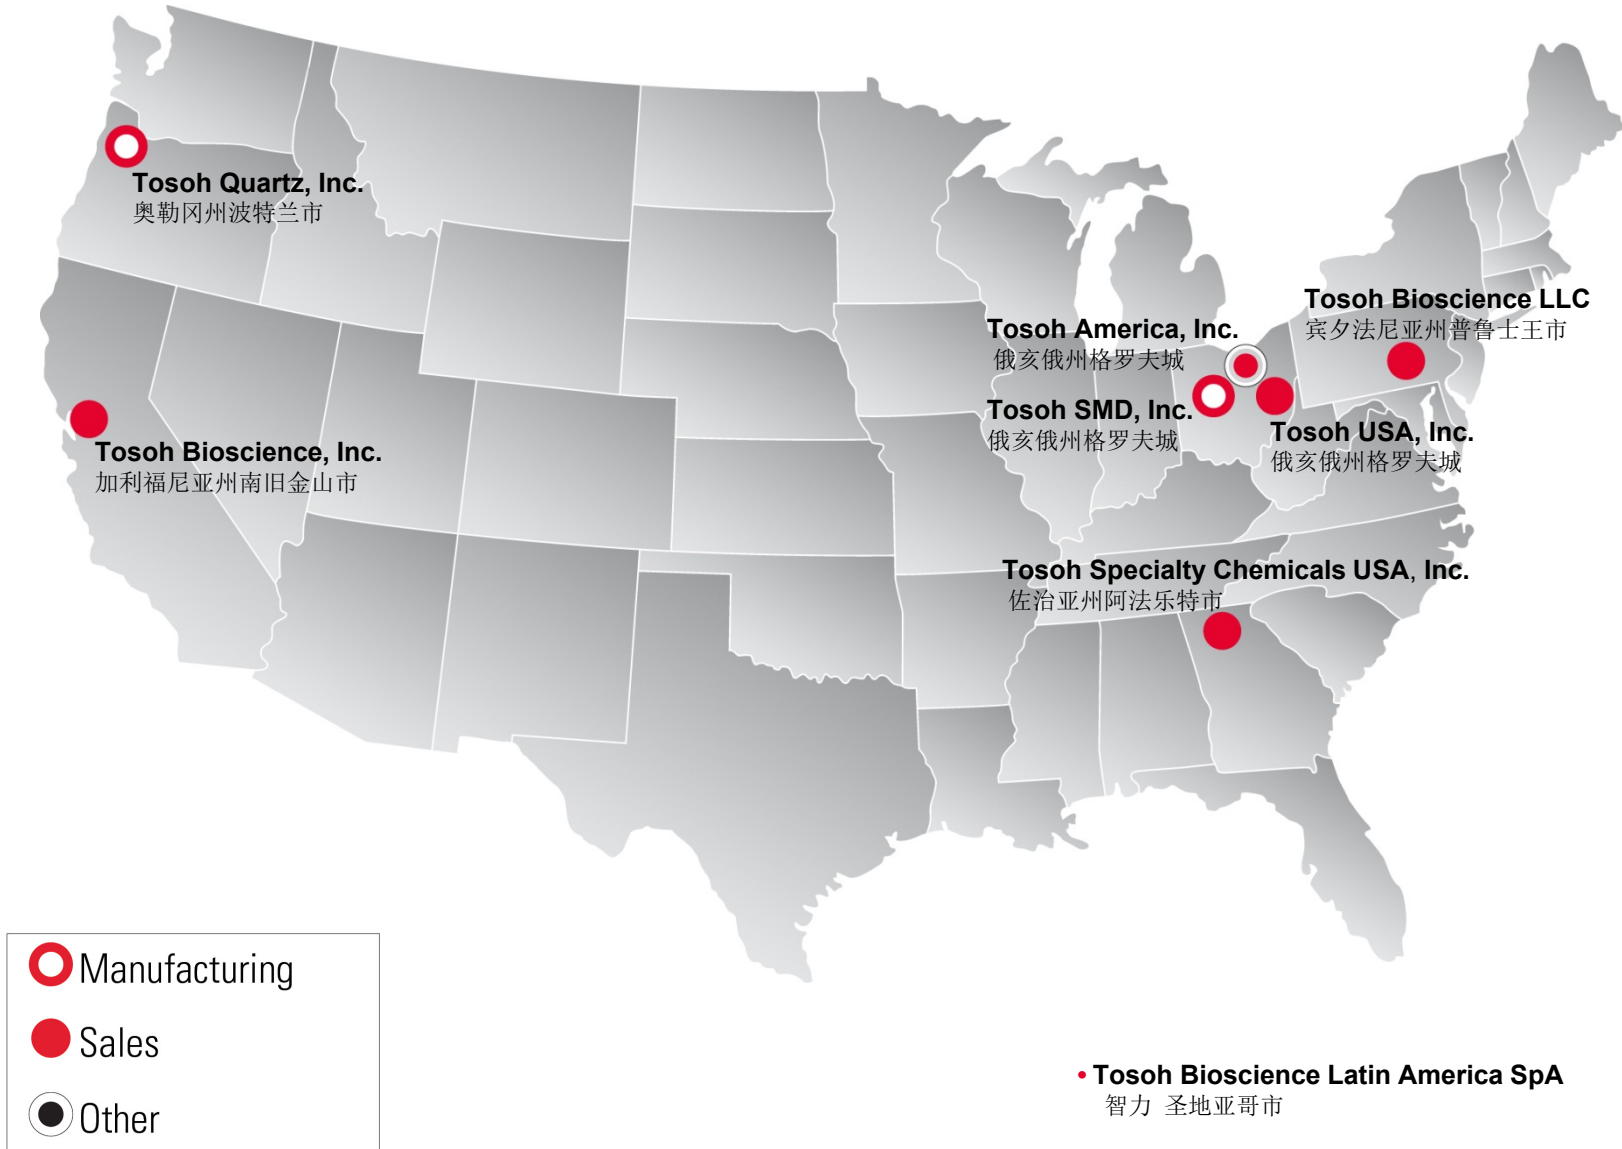 Tosoh Quartz, Inc.
奥勒冈州波特兰市
Tosoh Bioscience LLC
宾夕法尼亚州普鲁士王市
Tosoh America, Inc.
俄亥俄州格罗夫城
Tosoh SMD, Inc.
俄亥俄州格罗夫城
Tosoh USA, Inc.
俄亥俄州格罗夫城
Tosoh Bioscience, Inc.
加利福尼亚州南旧金山市
Tosoh Specialty Chemicals USA, Inc.
佐治亚州阿法乐特市
Manufacturing
Sales
Other
• Tosoh Bioscience Latin America SpA
智力 圣地亚哥市